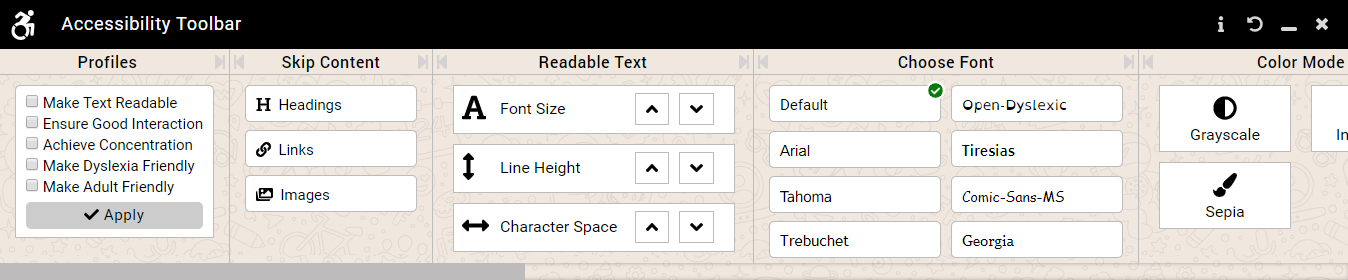 Accessibility Toolbar
Profiles
Make Text Readable
Ensure Good Interaction
Achieve Concentration
Make Dyslexia Friendly
Make Adult Friendly
Apply
Skip Content
Headings
Links
Images
Readable Text
Font Size
Line Height
Character Space
Choose Font
Default
Open-Dyslexic
Arial
Tiresias
Tahoma
Comic-Sans-MS
Trebuchet
Georgia
Color Mode
Grayscale
In
Sepia